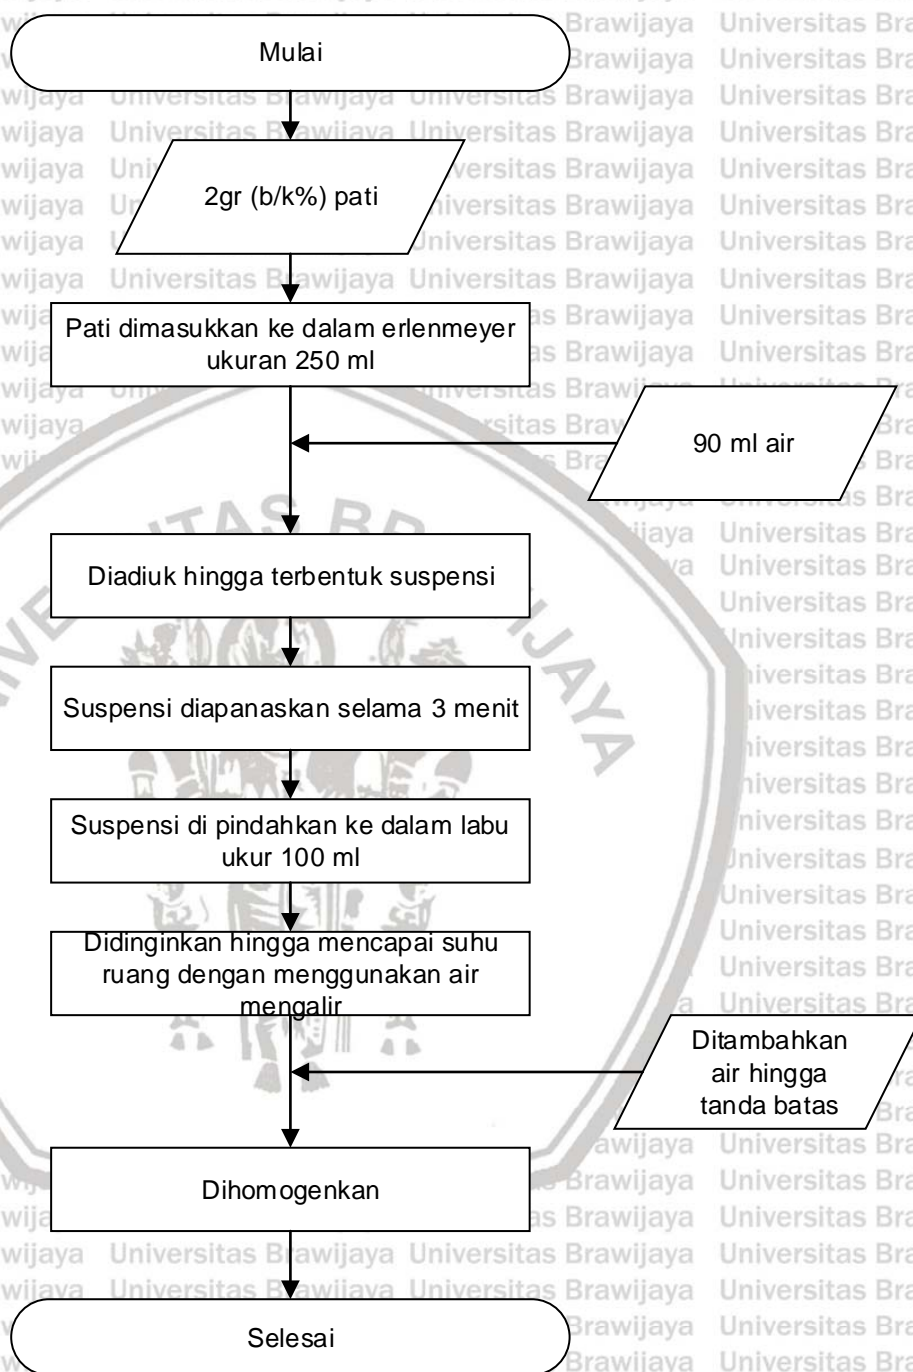 Mulai
2gr (b/k%) pati
Pati dimasukkan ke dalam erlenmeyer
ukuran 250 ml
90 ml air
Diadiuk hingga terbentuk suspensi
Suspensi diapanaskan selama 3 menit
Suspensi di pindahkan ke dalam labu
ukur 100 ml
Didinginkan hingga mencapai suhu
ruang dengan menggunakan air
mengalir
Ditambahkan
air hingga
tanda batas
Dihomogenkan
Selesai